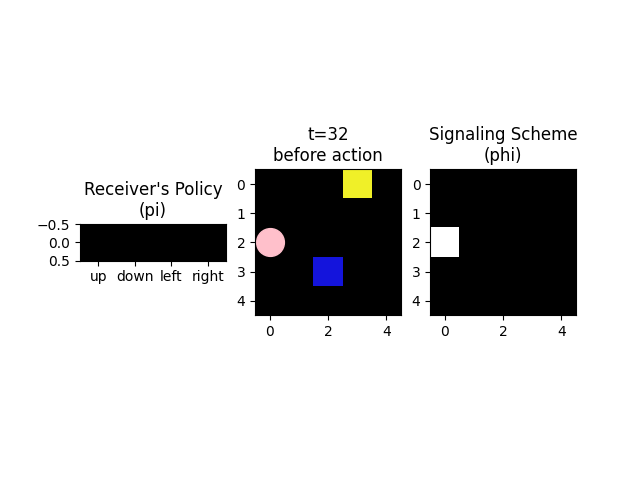 Receiver's Policy
(pi)
−0.5
0.0
0.5
up down left right
t=32
before action
0
1
2
3
4
0 2 4
Signaling Scheme
(phi)
0
1
2
3
4
0 2 4